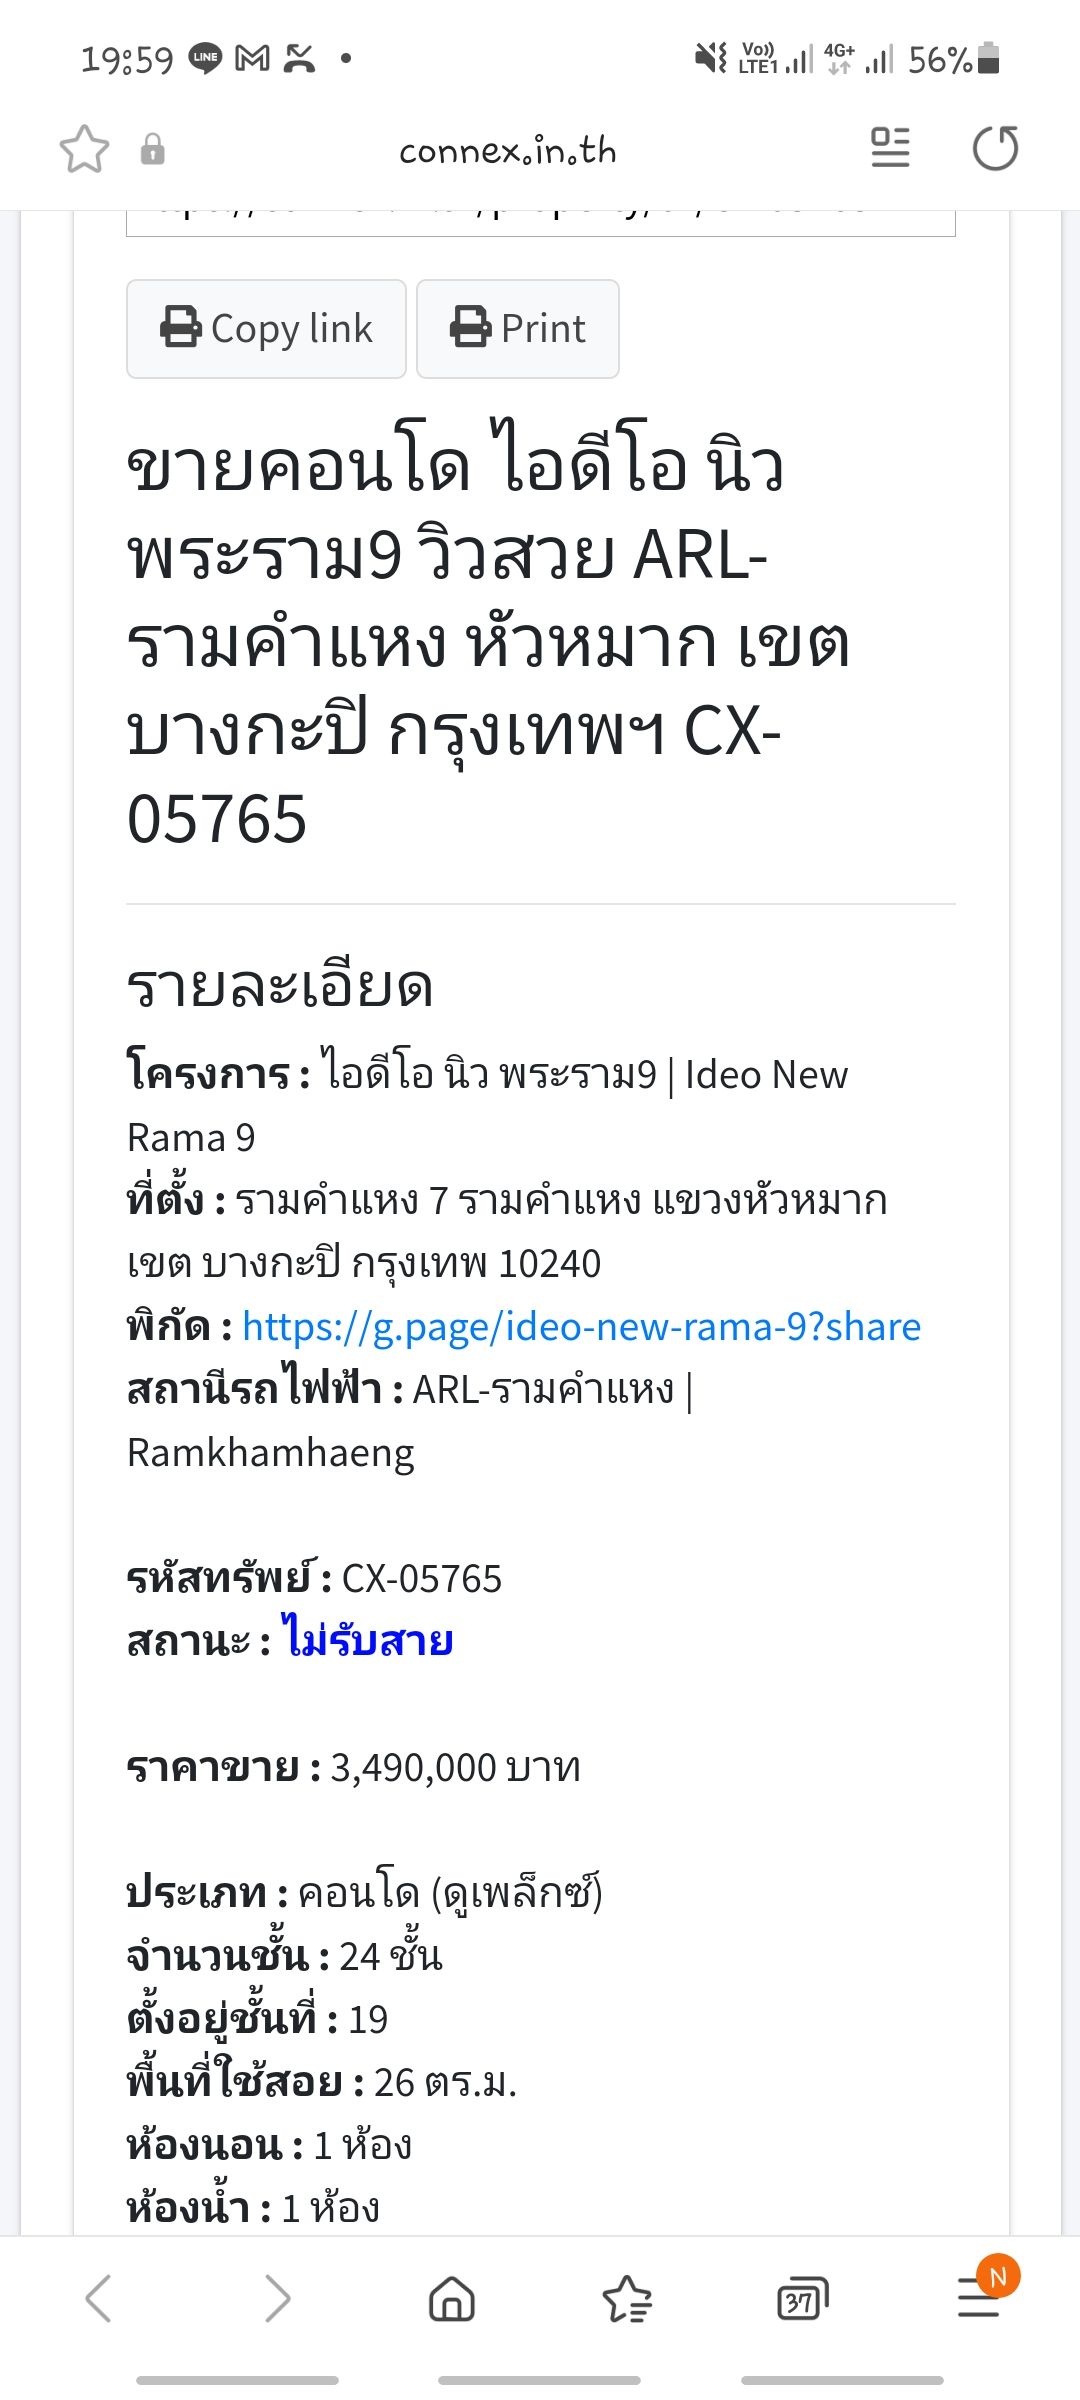 19:59 LINE Vo)) LTE1 4G+ 56%
connex.in.th
Copy link Print
ขายคอนโด ไอดีโอ นิว
พระราม9 วิวสวย ARL-
รามคำแหง หัวหมาก เขต
บางกะปิ กรุงเทพฯ CX-
05765
รายละเอียด
โครงการ : ไอดีโอ นิว พระราม9 | Ideo New
Rama 9
ที่ตั้ง : รามคำแหง 7 รามคำแหง แขวงหัวหมาก
เขต บางกะปิ กรุงเทพ 10240
พิกัด : https://g.page/ideo-new-rama-9?share
สถานีรถไฟฟ้า : ARL-รามคำแหง |
Ramkhamhaeng
รหัสทรัพย์ : CX-05765
สถานะ : ไม่รับสาย
ราคาขาย : 3,490,000 บาท
ประเภท : คอนโด (ดูเพล็กซ์)
จำนวนชั้น : 24 ชั้น
ตั้งอยู่ชั้นที่ : 19
พื้นที่ใช้สอย : 26 ตร.ม.
ห้องนอน : 1 ห้อง
ห้องน้ำ : 1 ห้อง
37 N